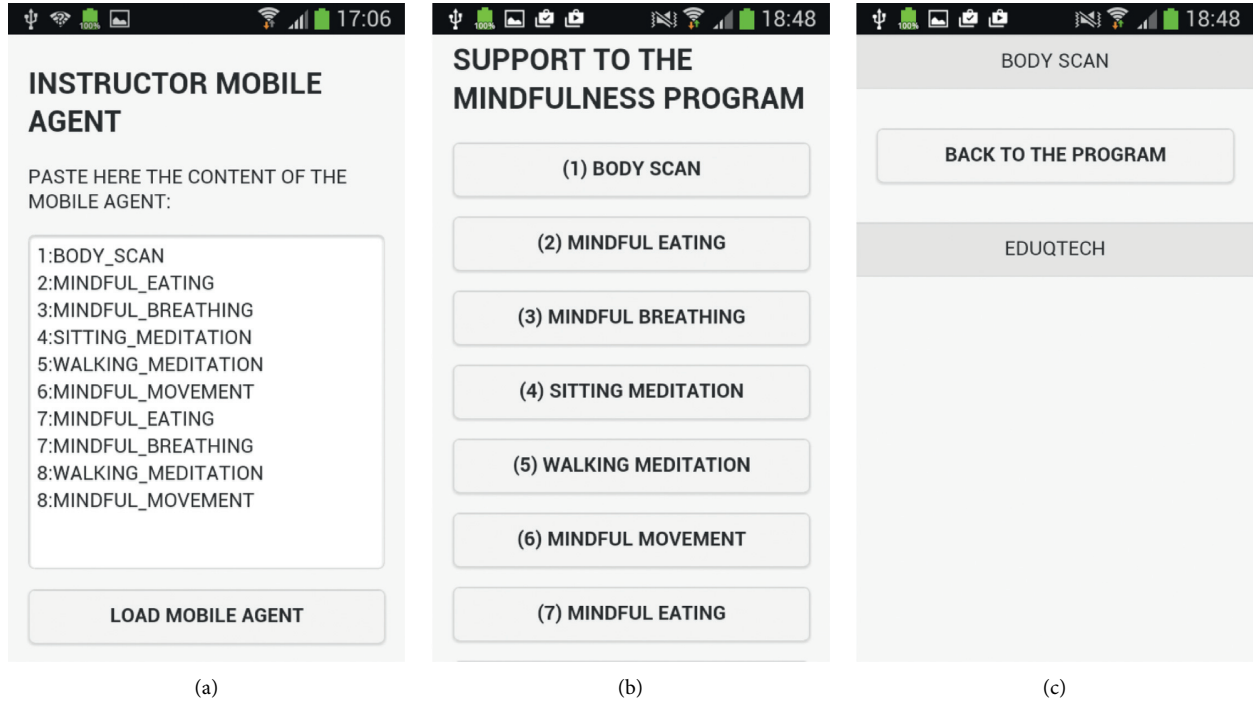 100% 17:06
INSTRUCTOR MOBILE
AGENT
PASTE HERE THE CONTENT OF THE
MOBILE AGENT:
1:BODY_SCAN
2:MINDFUL_EATING
3:MINDFUL_BREATHING
4:SITTING_MEDITATION
5:WALKING_MEDITATION
6:MINDFUL_MOVEMENT
7:MINDFUL_EATING
7:MINDFUL_BREATHING
8:WALKING_MEDITATION
8:MINDFUL_MOVEMENT
LOAD MOBILE AGENT
(a)
100% 18:48
SUPPORT TO THE
MINDFULNESS PROGRAM
(1) BODY SCAN
(2) MINDFUL EATING
(3) MINDFUL BREATHING
(4) SITTING MEDITATION
(5) WALKING MEDITATION
(6) MINDFUL MOVEMENT
(7) MINDFUL EATING
(b)
100% 18:48
BODY SCAN
BACK TO THE PROGRAM
EDUQTECH
(c)